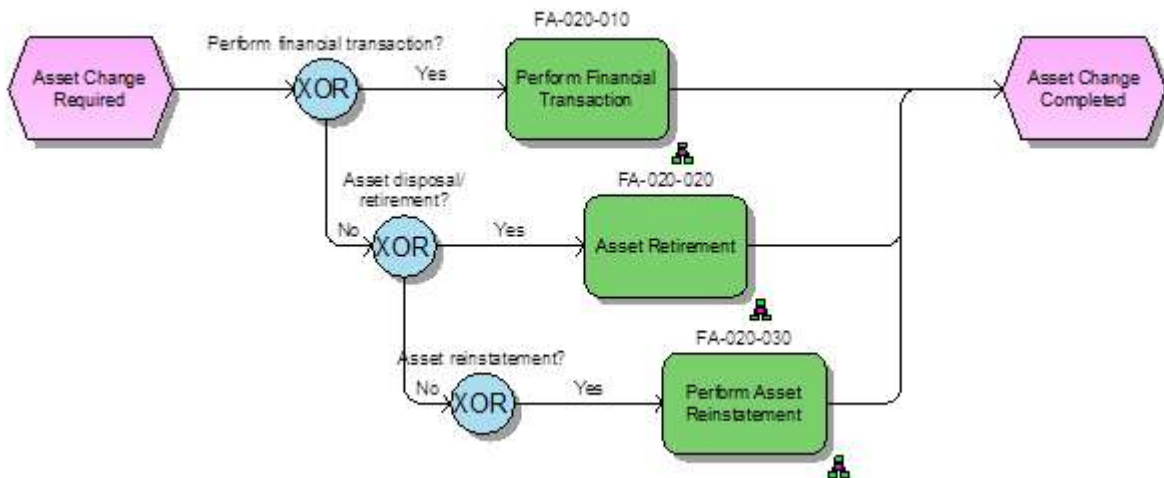 FA-020-010
Perform financial transaction?
Asset Change
Required
XOR
Yes
Perform Financial
Transaction
Asset Change
Completed
Asset disposal/
retirement?
FA-020-020
No
XOR
Yes
Asset Retirement
FA-020-030
Asset reinstatement?
No
XOR
Yes
Perform Asset
Reinstatement